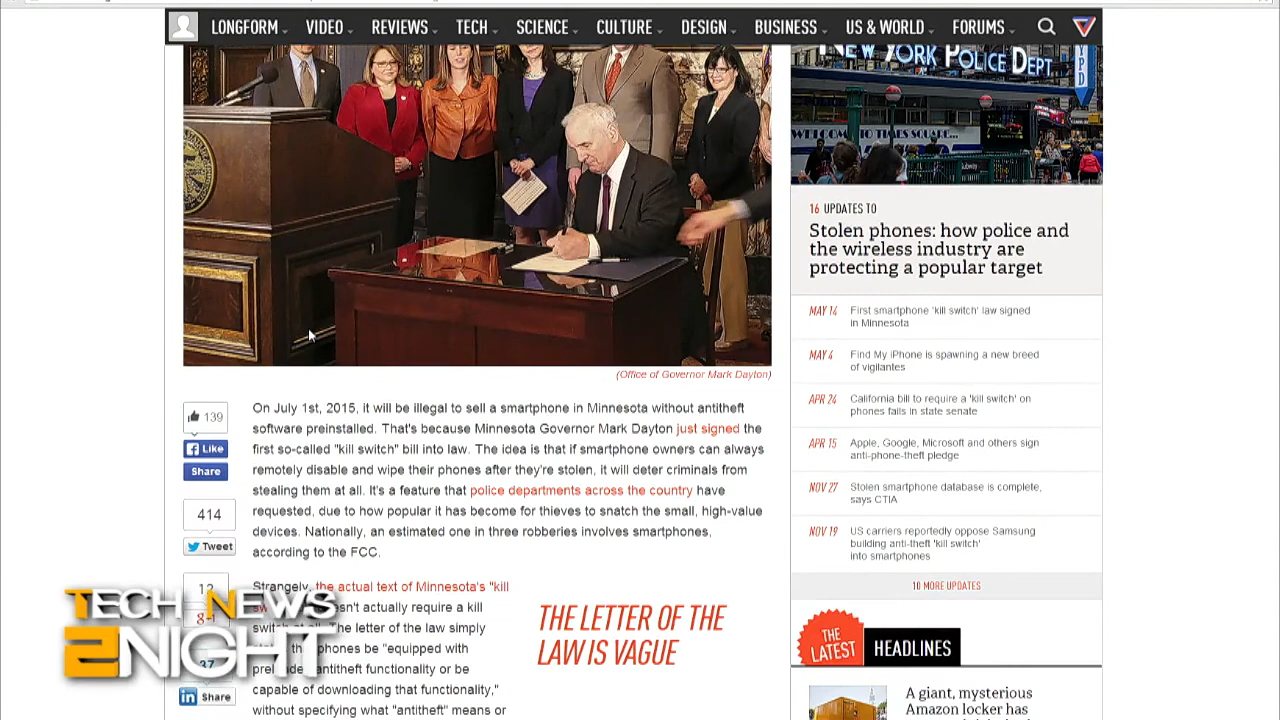 LONGFORM VIDEO REVIEWS TECH SCIENCE CULTURE DESIGN BUSINESS US & WORLD FORUMS
NEW YORK POLICE DEPT
NYPD
WELCOME TO TIMES SQUARE...
(Office of Governor Mark Dayton)
139
Like
Share
414
Tweet
12
37
Share
On July 1st, 2015, it will be illegal to sell a smartphone in Minnesota without antitheft
software preinstalled. That's because Minnesota Governor Mark Dayton just signed the
first so-called "kill switch" bill into law. The idea is that if smartphone owners can always
remotely disable and wipe their phones after they're stolen, it will deter criminals from
stealing them at all. It's a feature that police departments across the country have
requested, due to how popular it has become for thieves to snatch the small, high-value
devices. Nationally, an estimated one in three robberies involves smartphones,
according to the FCC.
Strangely, the actual text of Minnesota's "kill
actually require a kill
The letter of the law simply
phones be "equipped with
antitheft functionality or be
capable of downloading that functionality,"
without specifying what "antitheft" means or
THE LETTER OF THE
LAW IS VAGUE
16 UPDATES TO
Stolen phones: how police and
the wireless industry are
protecting a popular target
MAY 14 First smartphone 'kill switch' law signed
in Minnesota
MAY 4 Find My iPhone is spawning a new breed
of vigilantes
APR 24 California bill to require a 'kill switch' on
phones fails in state senate
APR 15 Apple, Google, Microsoft and others sign
anti-phone-theft pledge
NOV 27 Stolen smartphone database is complete,
says CTIA
NOV 19 US carriers reportedly oppose Samsung
building anti-theft 'kill switch'
into smartphones
10 MORE UPDATES
THE
LATEST
HEADLINES
A giant, mysterious
Amazon locker has
TECH NEWS
2NIGHT